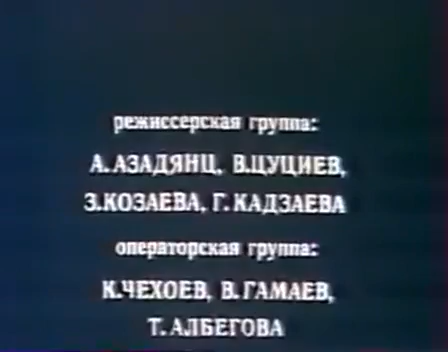 режиссерская группа:
А. АЗАДЯНЦ, В.ЦУЦИЕВ,
З.КОЗАЕВА, Г. КАДЗАЕВА
операторская группа:
К.ЧЕХОЕВ, В. ГАМАЕВ,
Т. АЛБЕГОВА